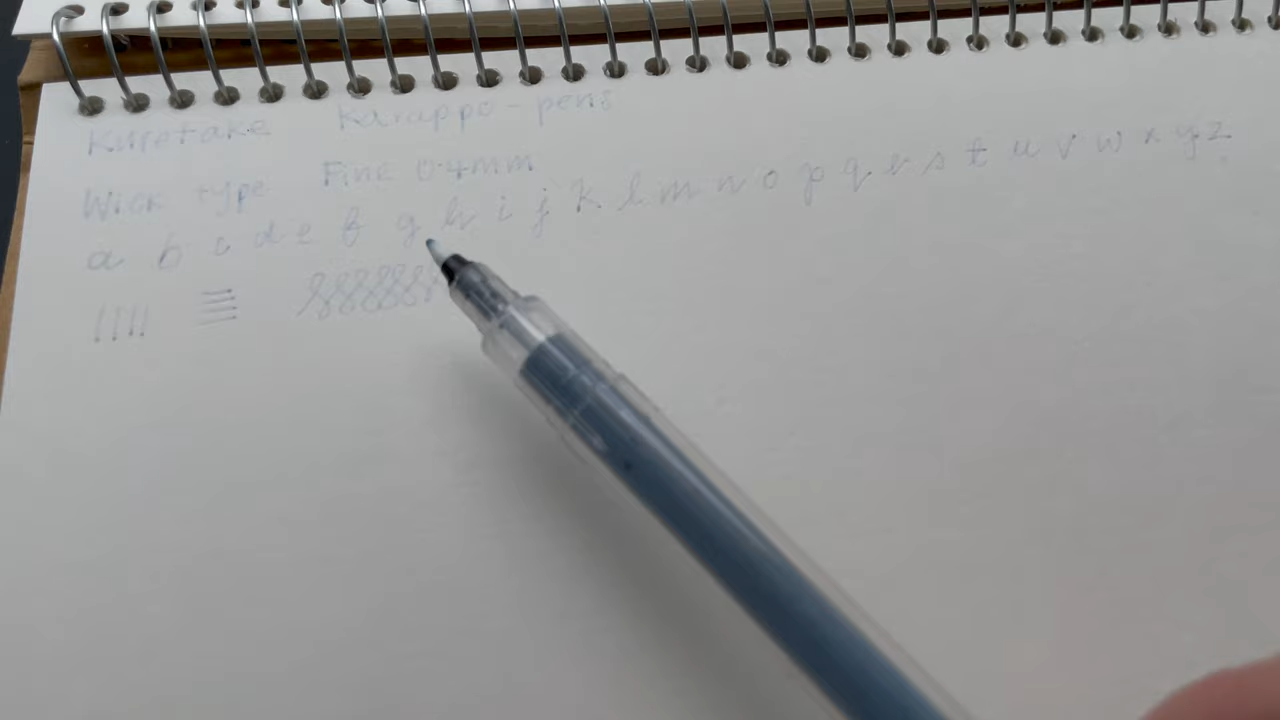 Kuretake Karappo-pens
Wick type Fine 0.4mm
a b c d e f g h i j k l m n o p q r s t u v w x y z